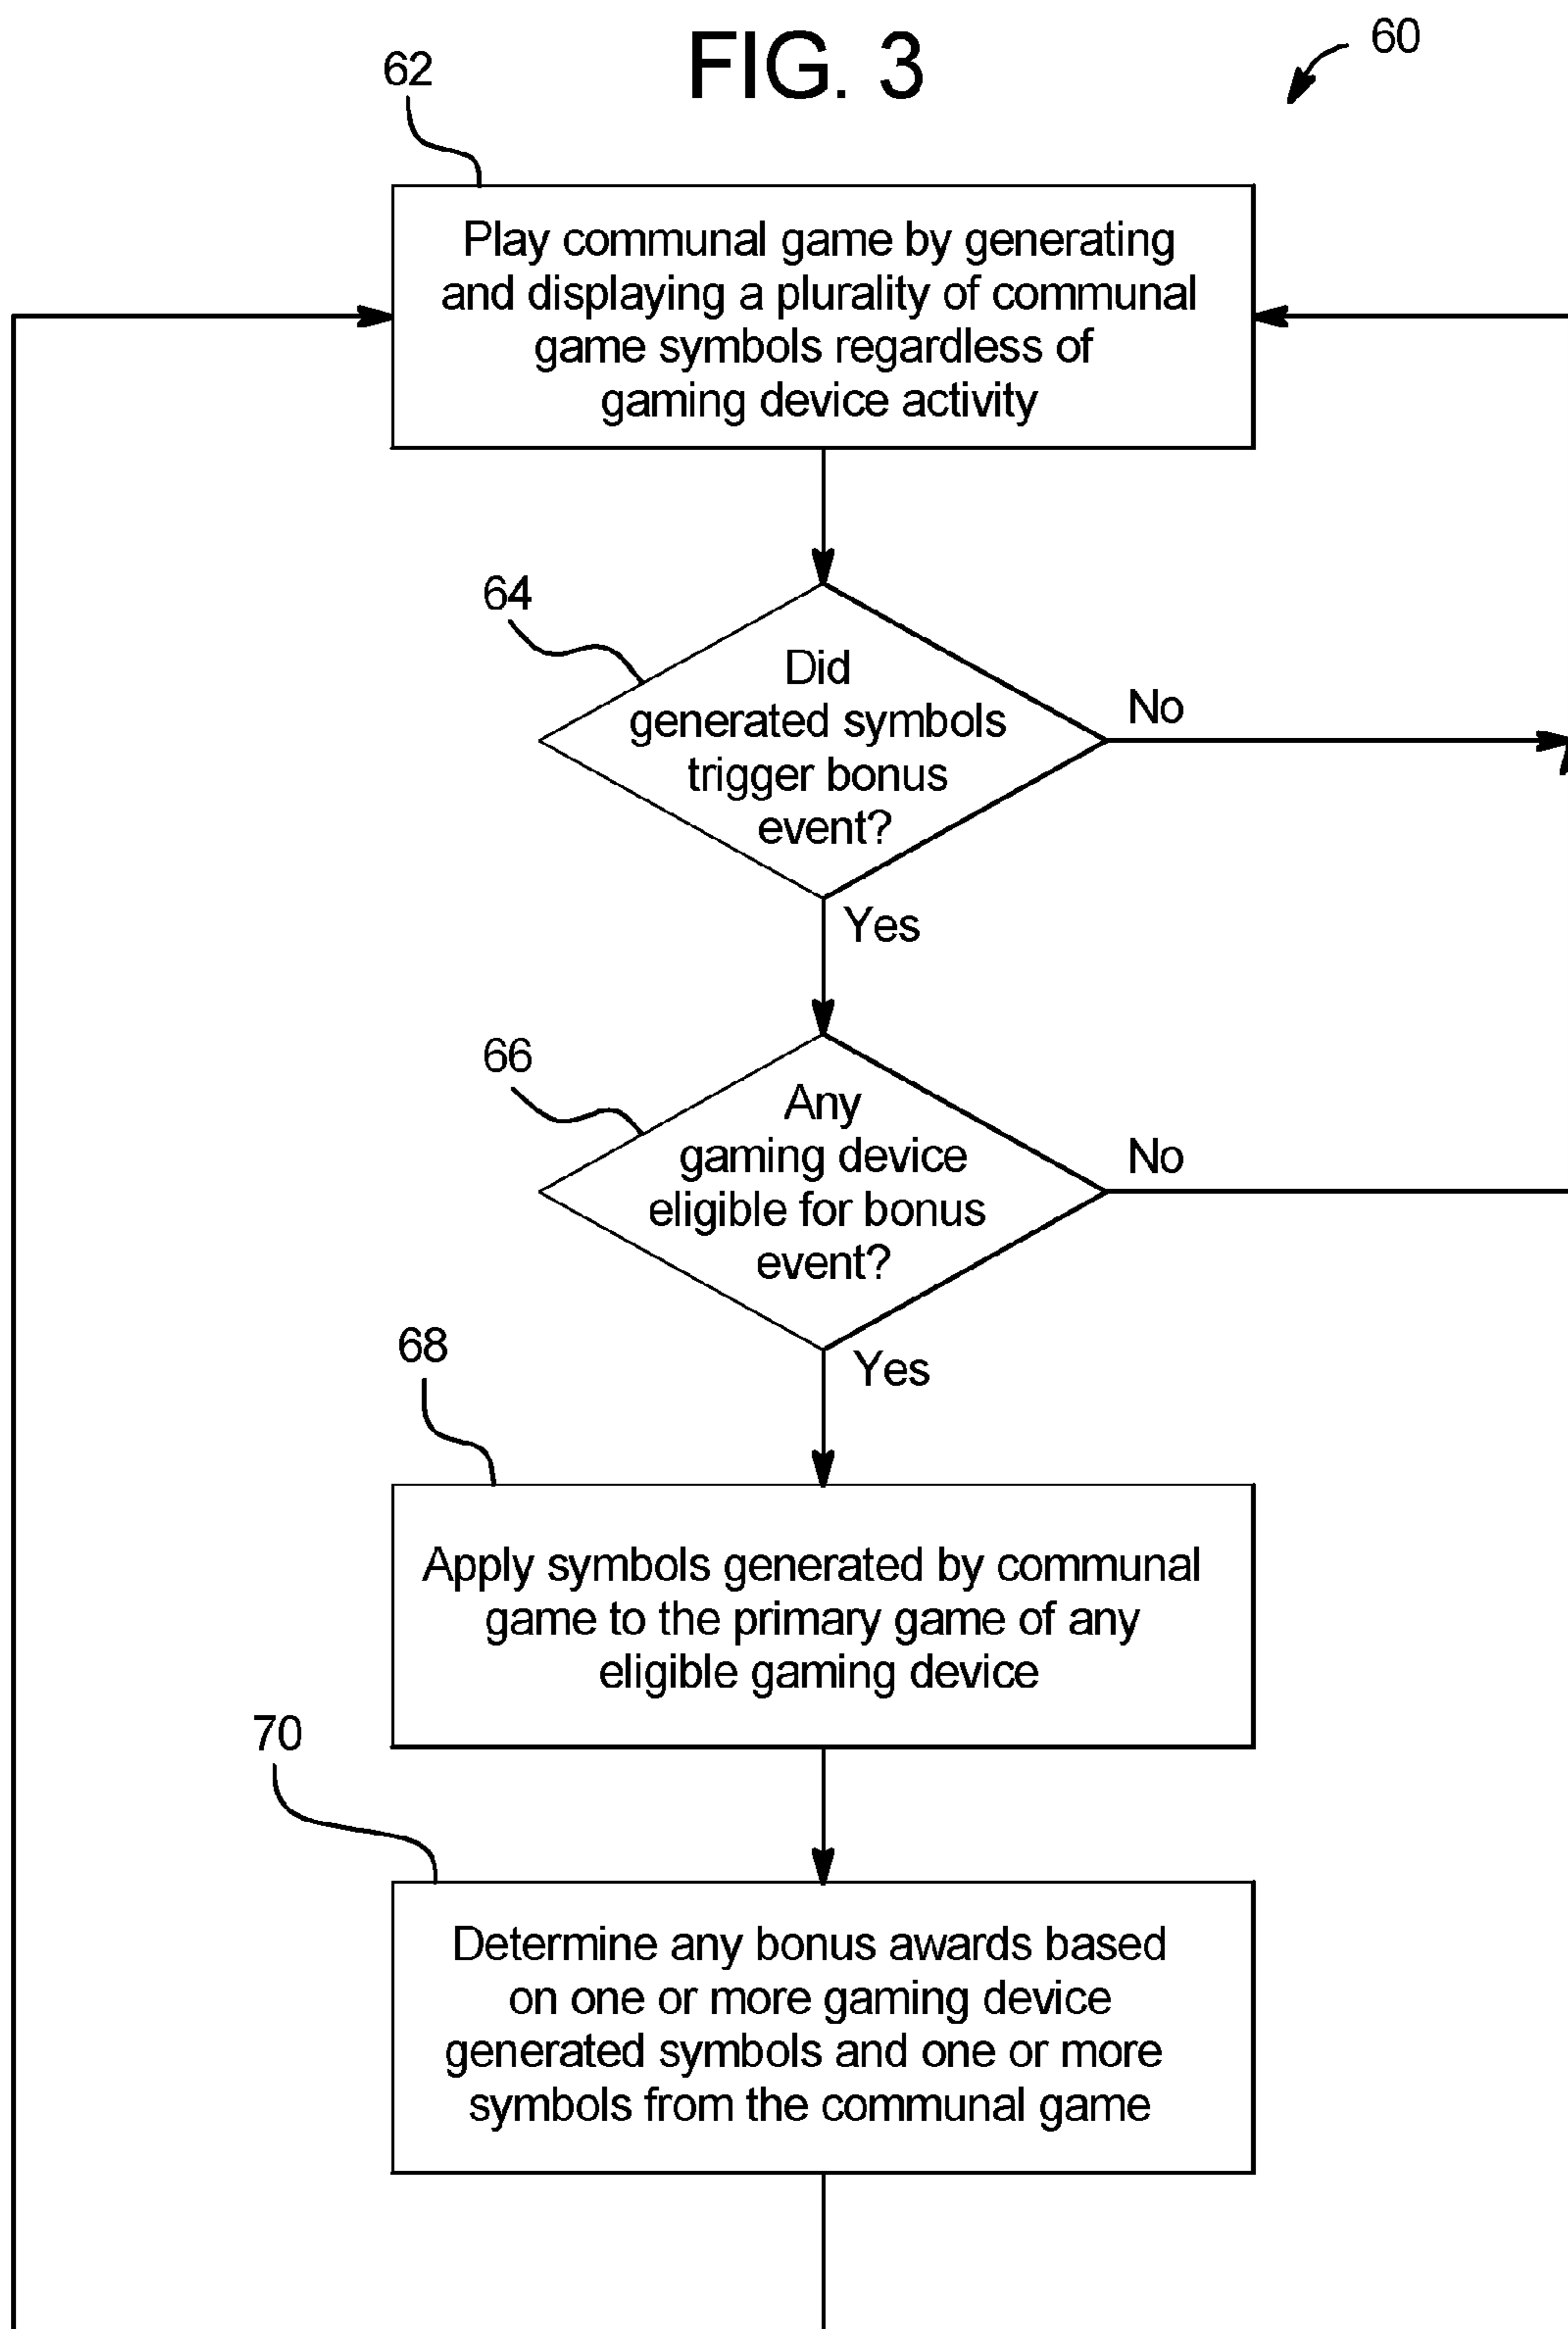 FIG. 3
60
62
Play communal game by generating
and displaying a plurality of communal
game symbols regardless of
gaming device activity
64
Did
generated symbols
trigger bonus
event?
No
Yes
66
Any
gaming device
eligible for bonus
event?
No
Yes
68
Apply symbols generated by communal
game to the primary game of any
eligible gaming device
70
Determine any bonus awards based
on one or more gaming device
generated symbols and one or more
symbols from the communal game